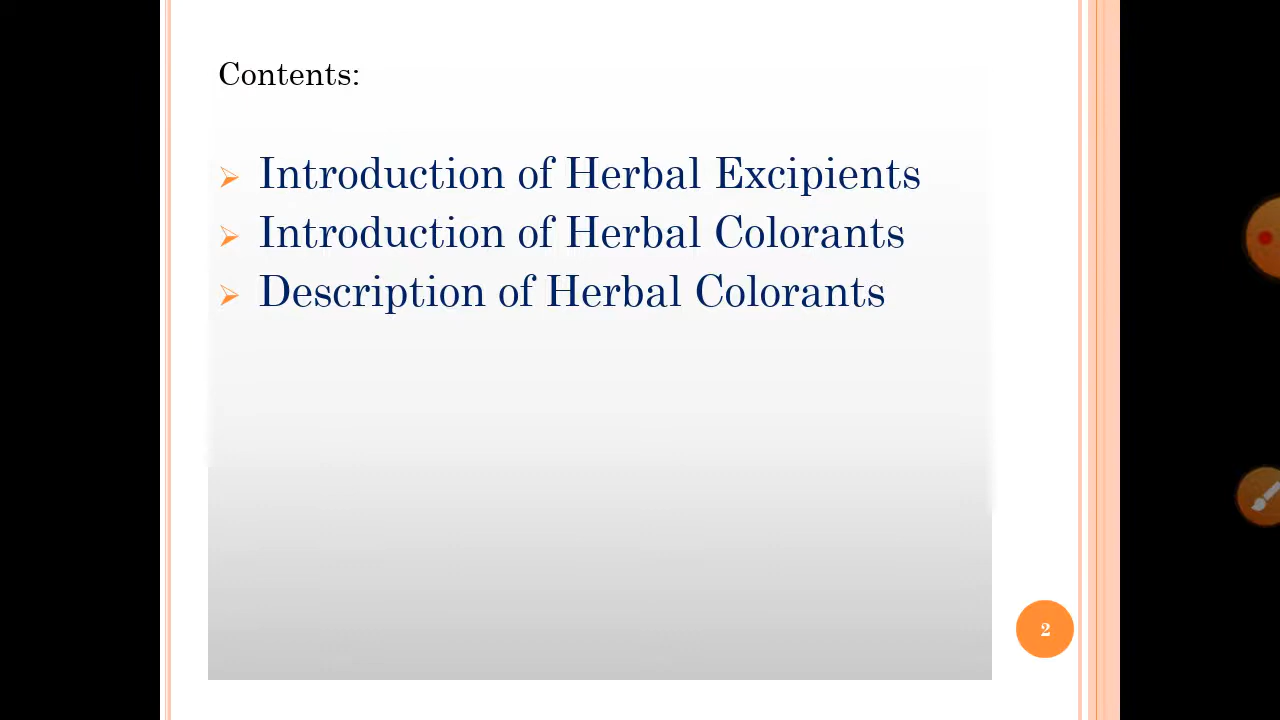 Contents:
Introduction of Herbal Excipients
Introduction of Herbal Colorants
Description of Herbal Colorants
2